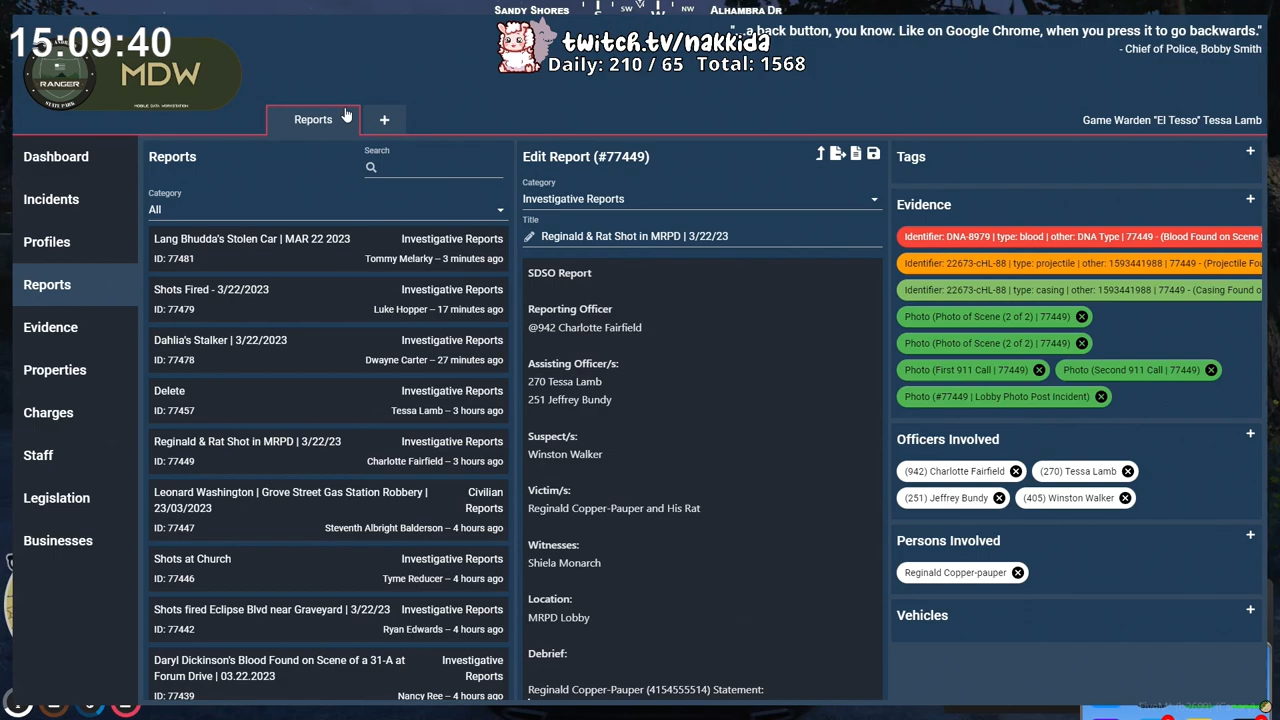 SANDY SHORES SW W NW ALHAMBRA DR
15:09:40
RANGER
STATE PARK
MDW
MOBILE DATA WORKSTATION
twitch.tv/nakkida
Daily: 210 / 65 Total: 1568
back button, you know. Like on Google Chrome, when you press it to go backwards."
- Chief of Police, Bobby Smith
Reports
+
Game Warden "El Tesso" Tessa Lamb
Dashboard
Incidents
Profiles
Reports
Evidence
Properties
Charges
Staff
Legislation
Businesses
Reports
Search
Category
All
Lang Bhudda's Stolen Car | MAR 22 2023 Investigative Reports
ID: 77481 Tommy Melarky – 3 minutes ago
Shots Fired - 3/22/2023 Investigative Reports
ID: 77479 Luke Hopper – 17 minutes ago
Dahlia's Stalker | 3/22/2023 Investigative Reports
ID: 77478 Dwayne Carter – 27 minutes ago
Delete Investigative Reports
ID: 77457 Tessa Lamb – 3 hours ago
Reginald & Rat Shot in MRPD | 3/22/23 Investigative Reports
ID: 77449 Charlotte Fairfield – 3 hours ago
Leonard Washington | Grove Street Gas Station Robbery | Civilian
23/03/2023 Reports
ID: 77447 Steventh Albright Balderson – 4 hours ago
Shots at Church Investigative Reports
ID: 77446 Tyme Reducer – 4 hours ago
Shots fired Eclipse Blvd near Graveyard | 3/22/23 Investigative Reports
ID: 77442 Ryan Edwards – 4 hours ago
Daryl Dickinson's Blood Found on Scene of a 31-A at Investigative
Forum Drive | 03.22.2023 Reports
ID: 77439 Nancy Ree – 4 hours ago
Edit Report (#77449)
Category
Investigative Reports
Title
Reginald & Rat Shot in MRPD | 3/22/23
SDSO Report
Reporting Officer
@942 Charlotte Fairfield
Assisting Officer/s:
270 Tessa Lamb
251 Jeffrey Bundy
Suspect/s:
Winston Walker
Victim/s:
Reginald Copper-Pauper and His Rat
Witnesses:
Shiela Monarch
Location:
MRPD Lobby
Debrief:
Reginald Copper-Pauper (4154555514) Statement:
Tags
+
Evidence
+
Identifier: DNA-8979 | type: blood | other: DNA Type | 77449 - (Blood Found on Scene
Identifier: 22673-cHL-88 | type: projectile | other: 1593441988 | 77449 - (Projectile Fou
Identifier: 22673-cHL-88 | type: casing | other: 1593441988 | 77449 - (Casing Found o
Photo (Photo of Scene (2 of 2) | 77449)
Photo (Photo of Scene (2 of 2) | 77449)
Photo (First 911 Call | 77449) Photo (Second 911 Call | 77449)
Photo (#77449 | Lobby Photo Post Incident)
Officers Involved
+
(942) Charlotte Fairfield (270) Tessa Lamb
(251) Jeffrey Bundy (405) Winston Walker
Persons Involved
+
Reginald Copper-pauper
Vehicles
+